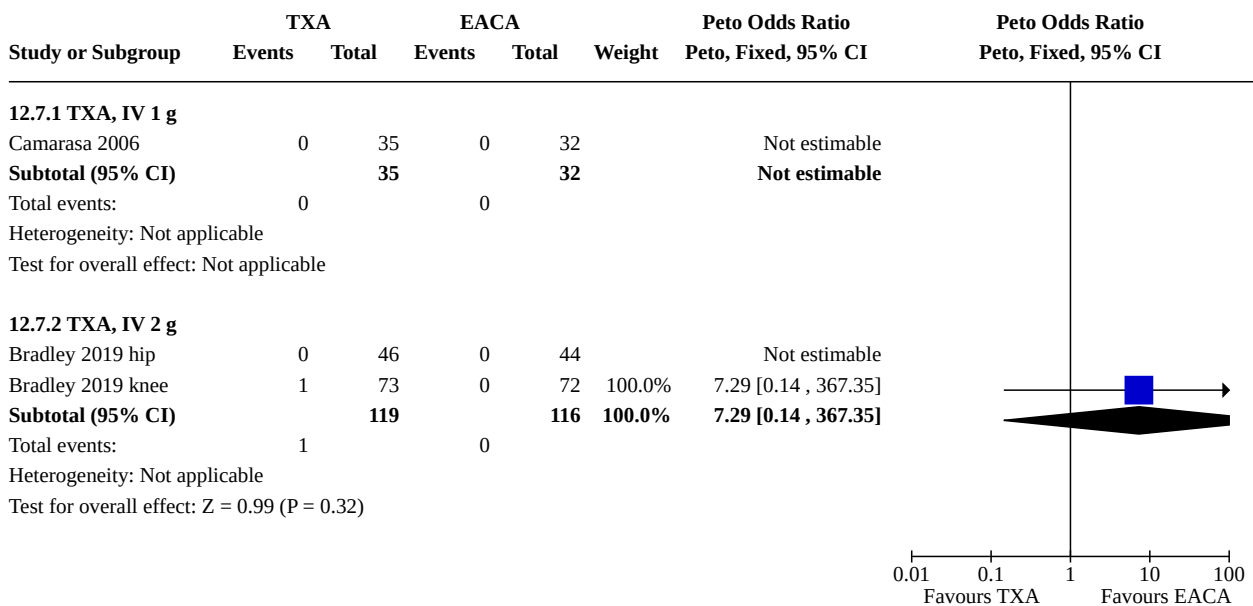 TXA EACA Peto Odds Ratio Peto Odds Ratio
Study or Subgroup Events Total Events Total Weight Peto, Fixed, 95% CI Peto, Fixed, 95% CI
12.7.1 TXA, IV 1 g
Camarasa 2006 0 35 0 32 Not estimable
Subtotal (95% CI) 35 32 Not estimable
Total events: 0 0
Heterogeneity: Not applicable
Test for overall effect: Not applicable
12.7.2 TXA, IV 2 g
Bradley 2019 hip 0 46 0 44 Not estimable
Bradley 2019 knee 1 73 0 72 100.0% 7.29 [0.14 , 367.35]
Subtotal (95% CI) 119 116 100.0% 7.29 [0.14 , 367.35]
Total events: 1 0
Heterogeneity: Not applicable
Test for overall effect: Z = 0.99 (P = 0.32)
0.01 0.1 1 10 100
Favours TXA Favours EACA